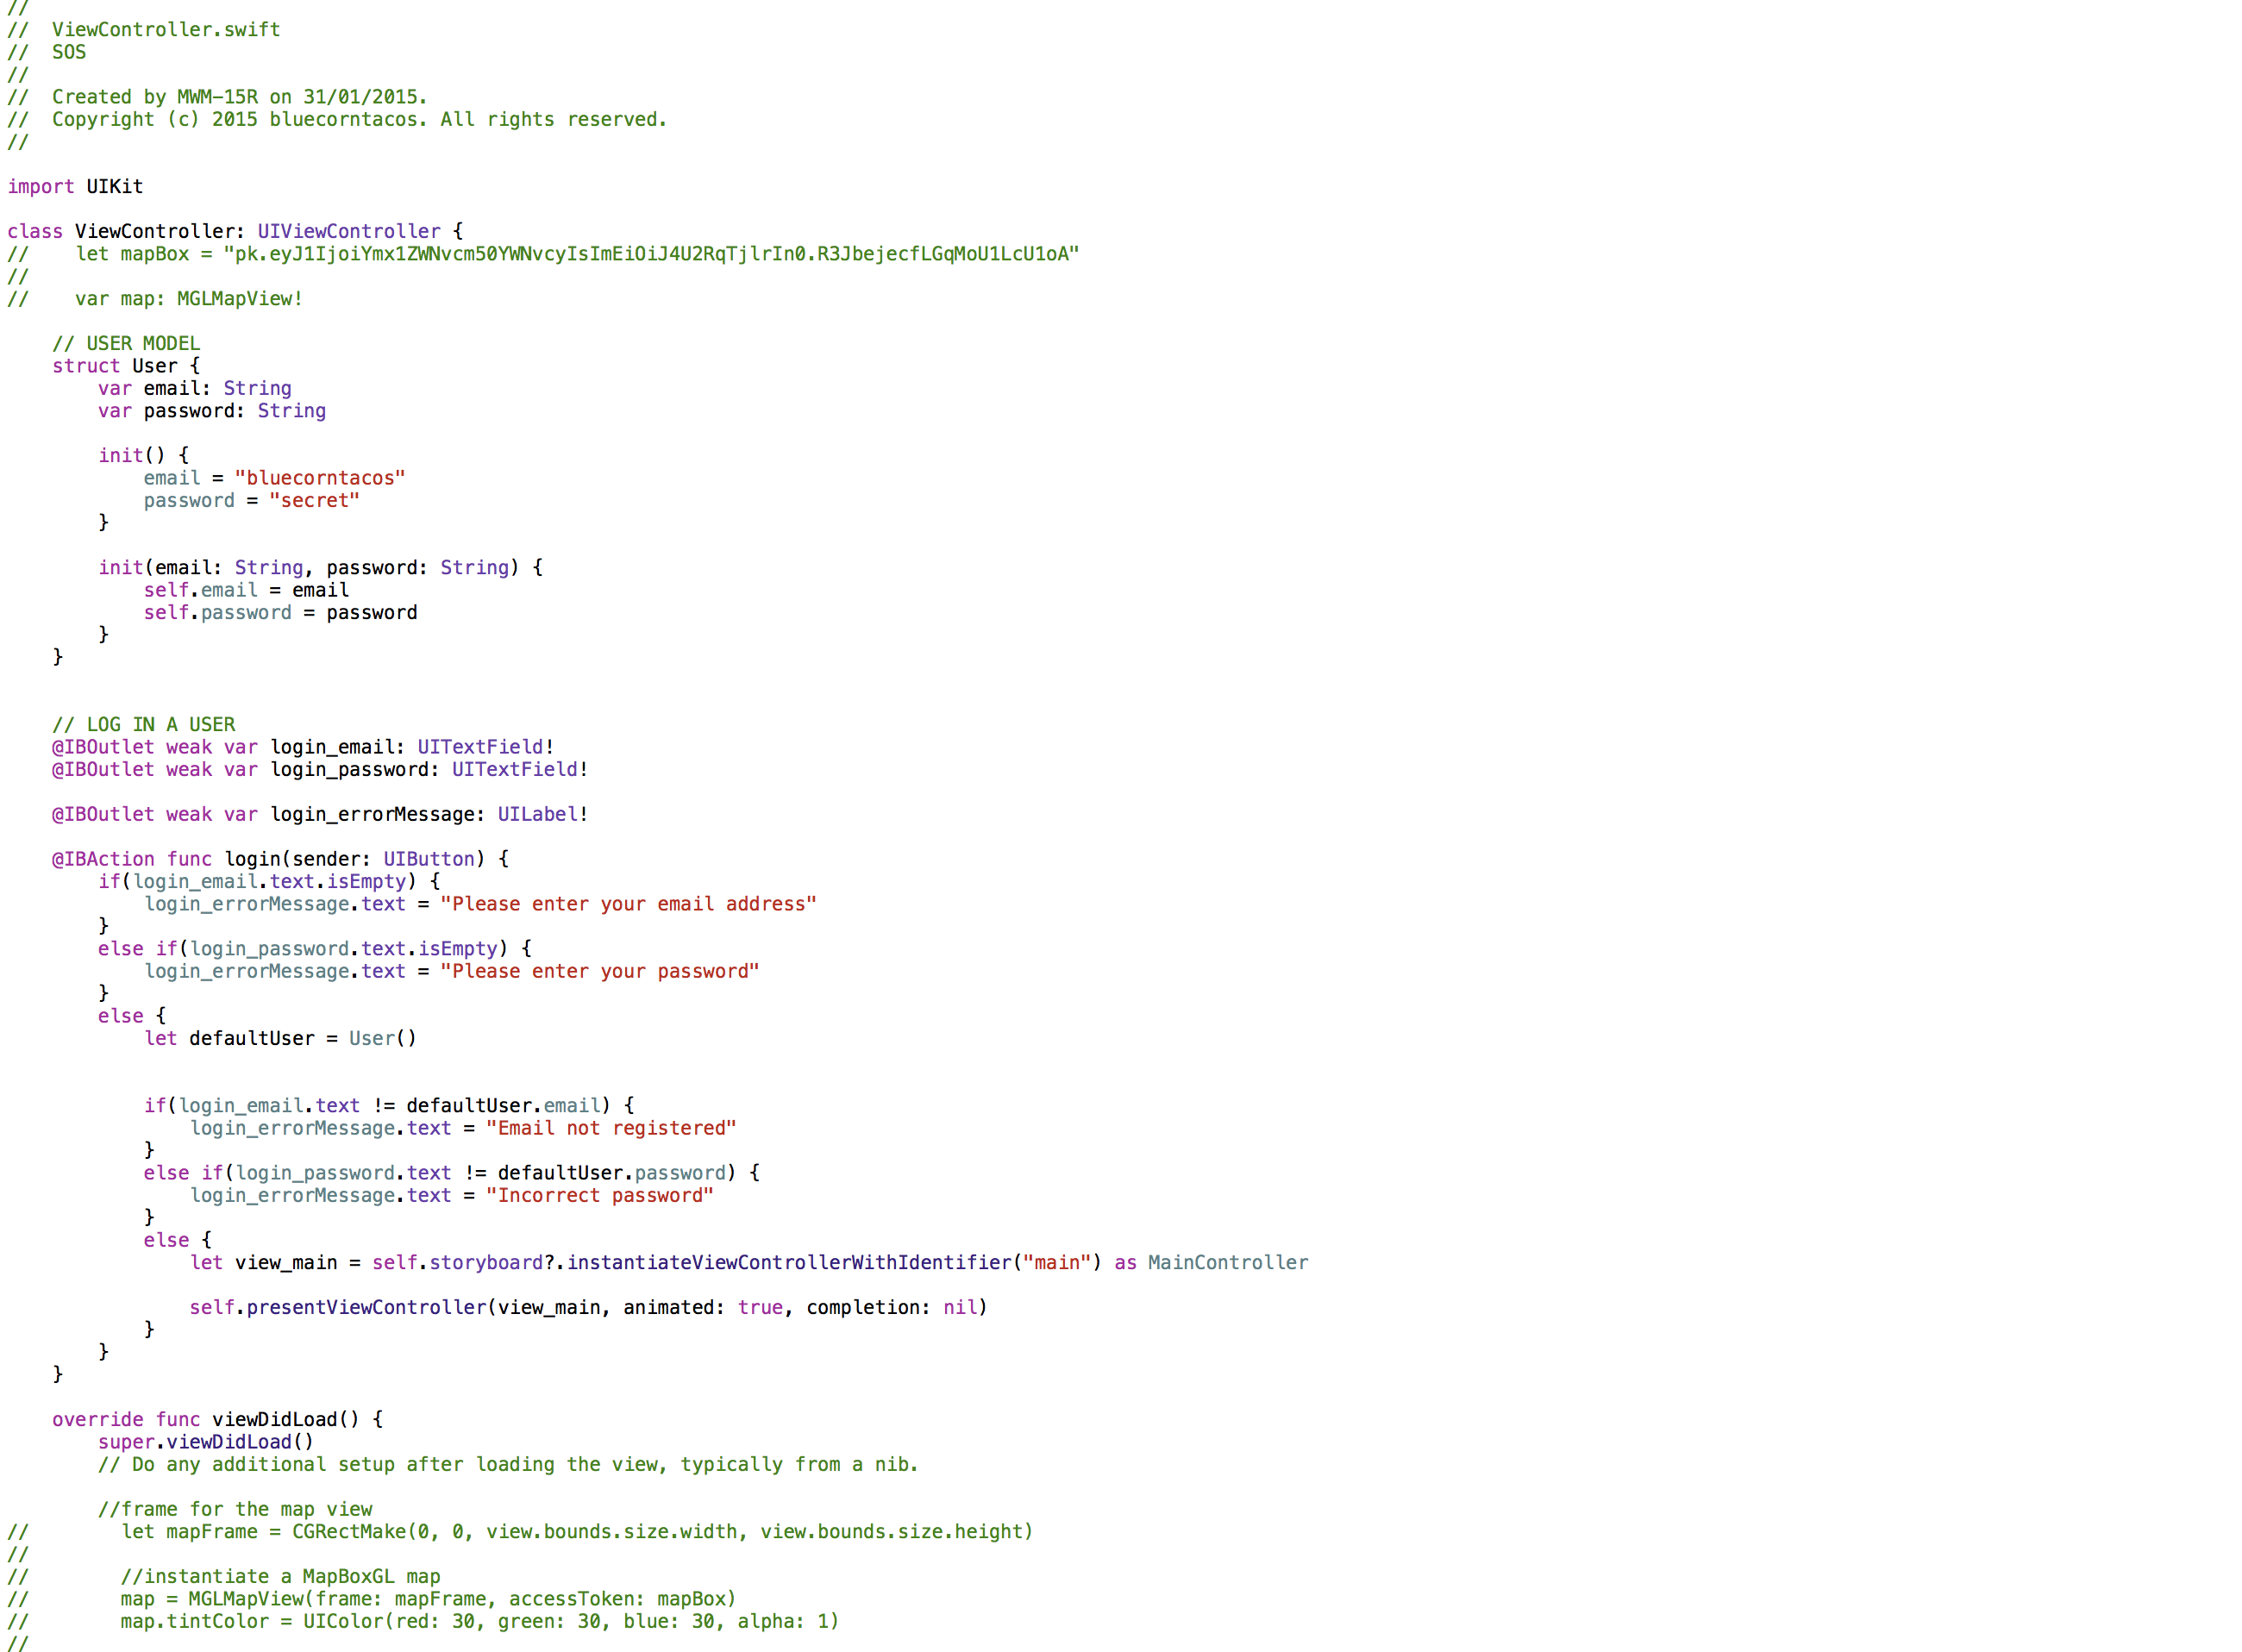 //
//  ViewController.swift
//  SOS
//
//  Created by MWM-15R on 31/01/2015.
//  Copyright (c) 2015 bluecorntacos. All rights reserved.
//

import UIKit

class ViewController: UIViewController {
//    let mapBox = "pk.eyJ1IjoiYmx1ZWNvcm50YWNvcyIsImEiOiJ4U2RqTjlrIn0.R3JbejecfLGqMoU1LcU1oA"
//
//    var map: MGLMapView!

    // USER MODEL
    struct User {
        var email: String
        var password: String

        init() {
            email = "bluecorntacos"
            password = "secret"
        }

        init(email: String, password: String) {
            self.email = email
            self.password = password
        }
    }


    // LOG IN A USER
    @IBOutlet weak var login_email: UITextField!
    @IBOutlet weak var login_password: UITextField!

    @IBOutlet weak var login_errorMessage: UILabel!

    @IBAction func login(sender: UIButton) {
        if(login_email.text.isEmpty) {
            login_errorMessage.text = "Please enter your email address"
        }
        else if(login_password.text.isEmpty) {
            login_errorMessage.text = "Please enter your password"
        }
        else {
            let defaultUser = User()


            if(login_email.text != defaultUser.email) {
                login_errorMessage.text = "Email not registered"
            }
            else if(login_password.text != defaultUser.password) {
                login_errorMessage.text = "Incorrect password"
            }
            else {
                let view_main = self.storyboard?.instantiateViewControllerWithIdentifier("main") as MainController

                self.presentViewController(view_main, animated: true, completion: nil)
            }
        }
    }

    override func viewDidLoad() {
        super.viewDidLoad()
        // Do any additional setup after loading the view, typically from a nib.

        //frame for the map view
//        let mapFrame = CGRectMake(0, 0, view.bounds.size.width, view.bounds.size.height)
//
//        //instantiate a MapBoxGL map
//        map = MGLMapView(frame: mapFrame, accessToken: mapBox)
//        map.tintColor = UIColor(red: 30, green: 30, blue: 30, alpha: 1)
//